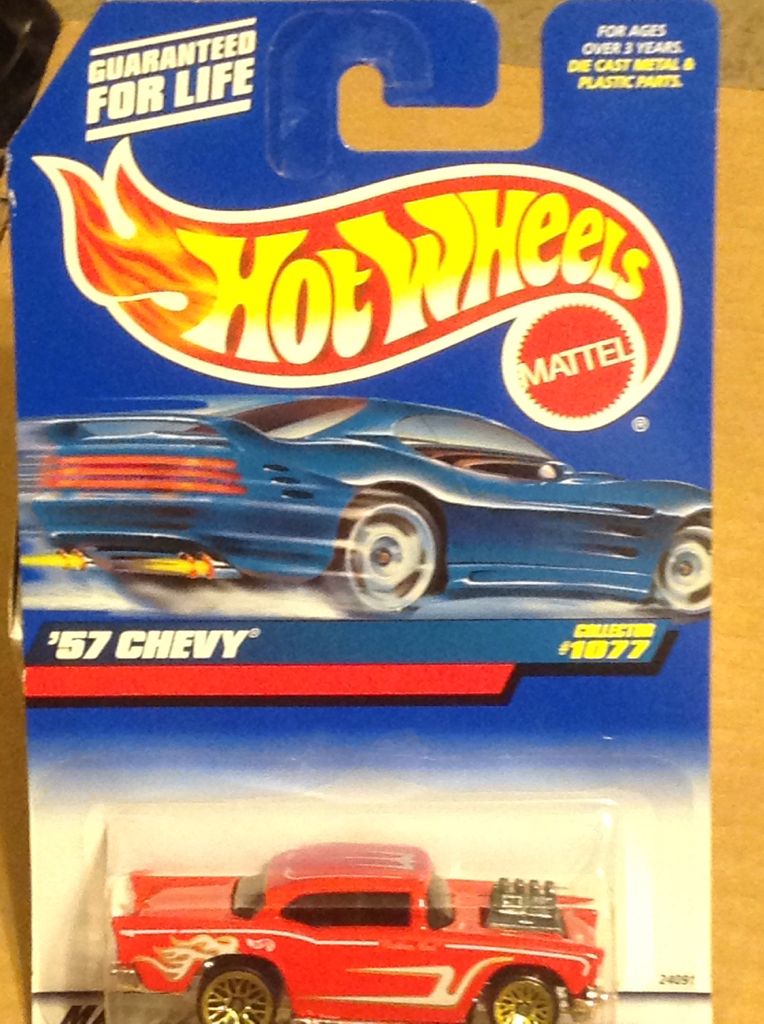 GUARANTEED
FOR LIFE
FOR AGES
OVER 3 YEARS.
DIE CAST METAL &
PLASTIC PARTS.
HOT WHEELS
MATTEL
®
'57 CHEVY®
COLLECTOR
#1077
24091